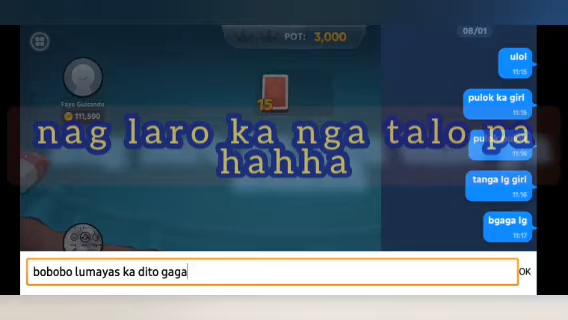 08/01
POT: 3,000
ulol
11:15
pulok ka girl
11:15
Faye Guisando
111,590
15
nag laro ka nga talo pa
hahha
11:16
tanga lg girl
11:16
bgaga lg
11:17
bobobo lumayas ka dito gaga
OK